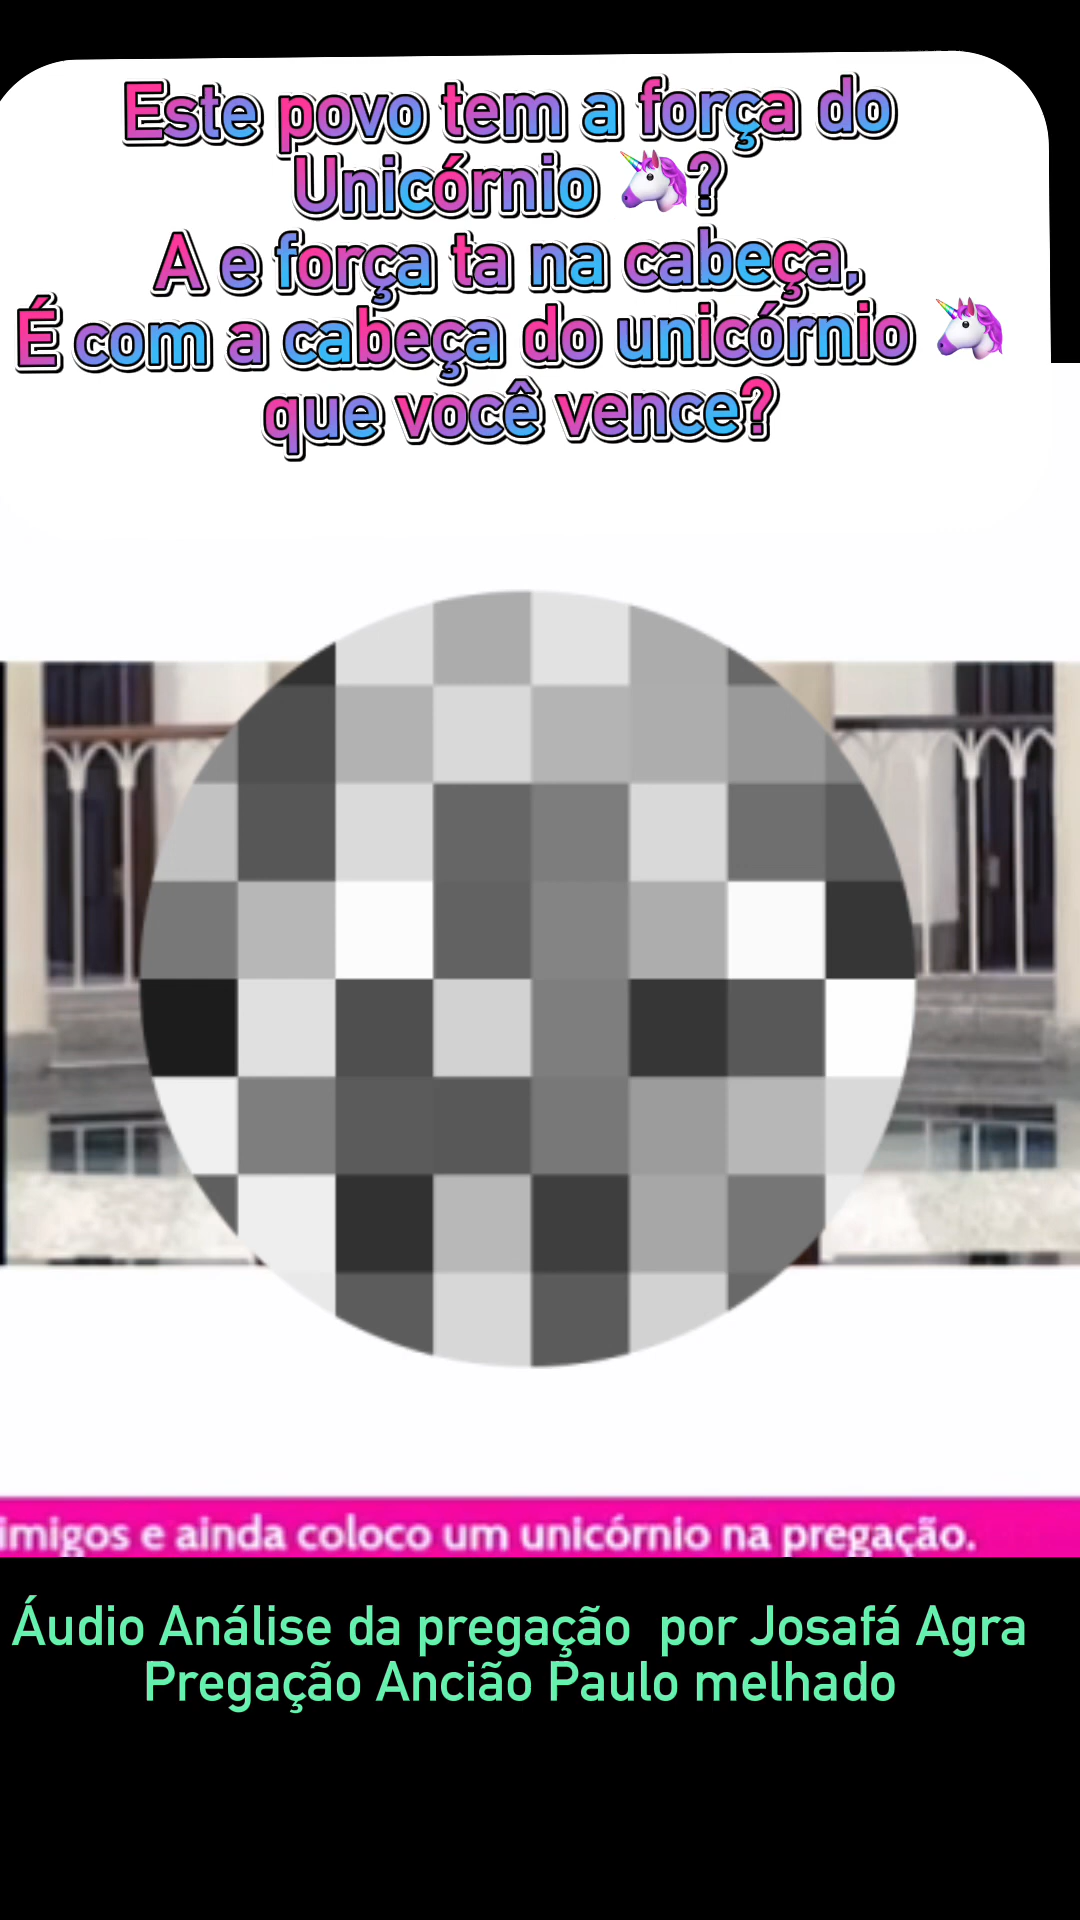 Este povo tem a força do
Unicórnio 🦄?
A e força ta na cabeça,
É com a cabeça do unicórnio 🦄
que você vence?
imigos e ainda coloco um unicórnio na pregação.
Áudio Análise da pregação por Josafá Agra
Pregação Ancião Paulo melhado